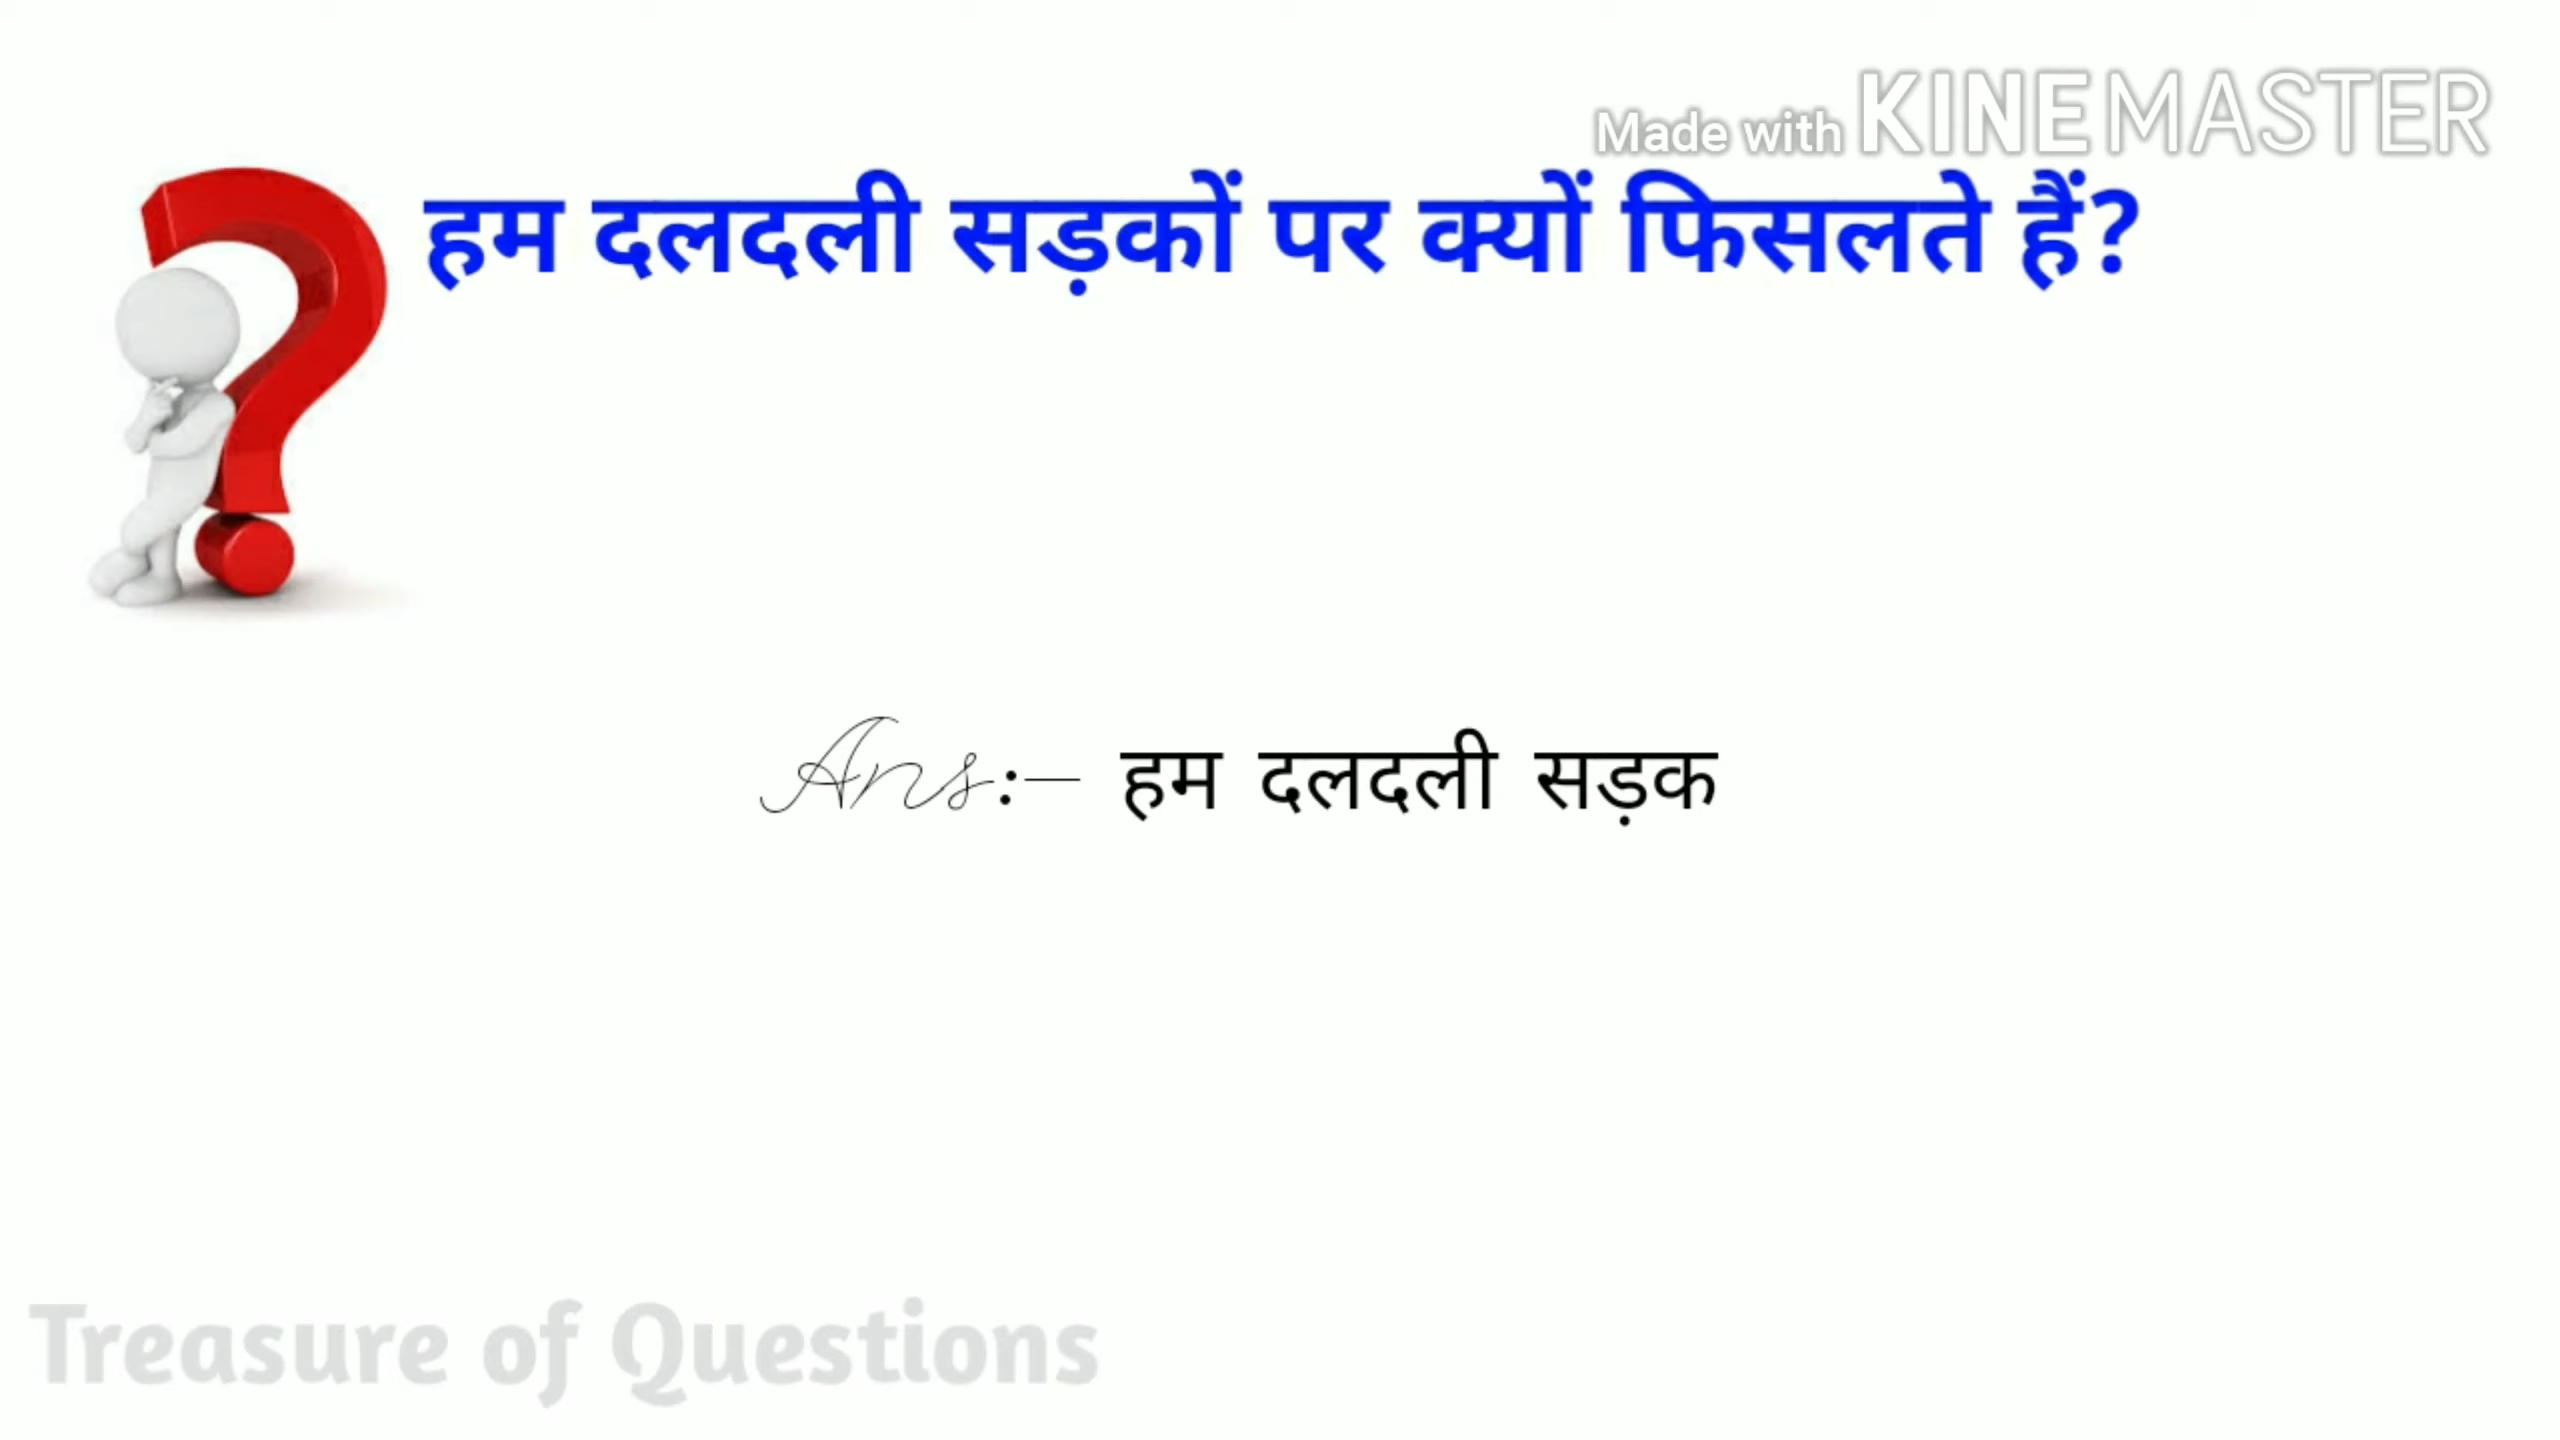 Made with KINEMASTER
हम दलदली सड़कों पर क्यों फिसलते हैं?
Ans:– हम दलदली सड़क
Treasure of Questions